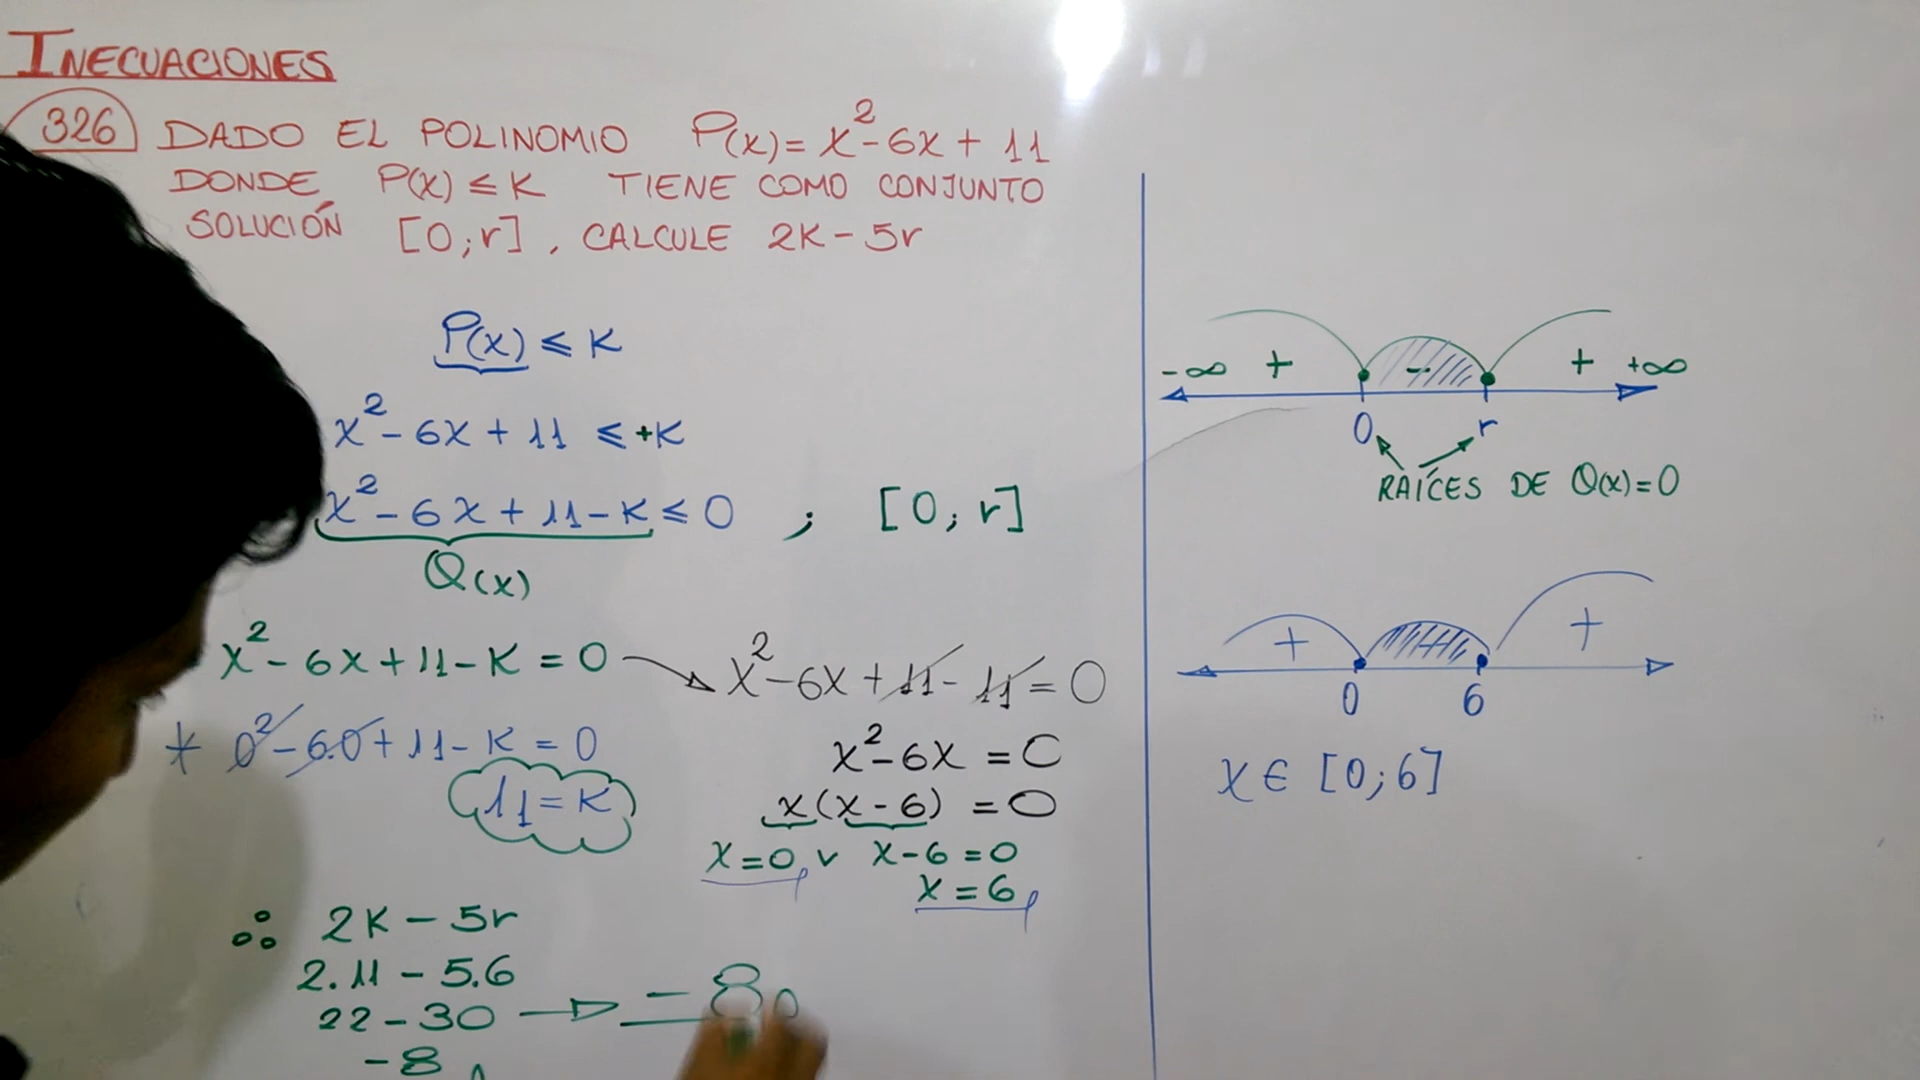 INECUACIONES
326 DADO EL POLINOMIO P(x)= x²-6x+11
DONDE P(x) ≤ K TIENE COMO CONJUNTO
SOLUCIÓN [0;r], CALCULE 2K-5r
P(x) ≤ K
x²-6x+11 ≤ +K
x²-6x+11-K ≤ 0 ; [0;r]
Q(x)
x²-6x+11-K=0
* 0²-6.0+11-K=0
11=K
∴ 2K-5r
2.11-5.6
22-30 → -8
-8
x²-6x+11-11=0
x²-6x=0
x(x-6)=0
x=0 v x-6=0
x=6
-∞ + - + +∞
0 r
RAÍCES DE Q(x)=0
+ +
0 6
x∈[0;6]